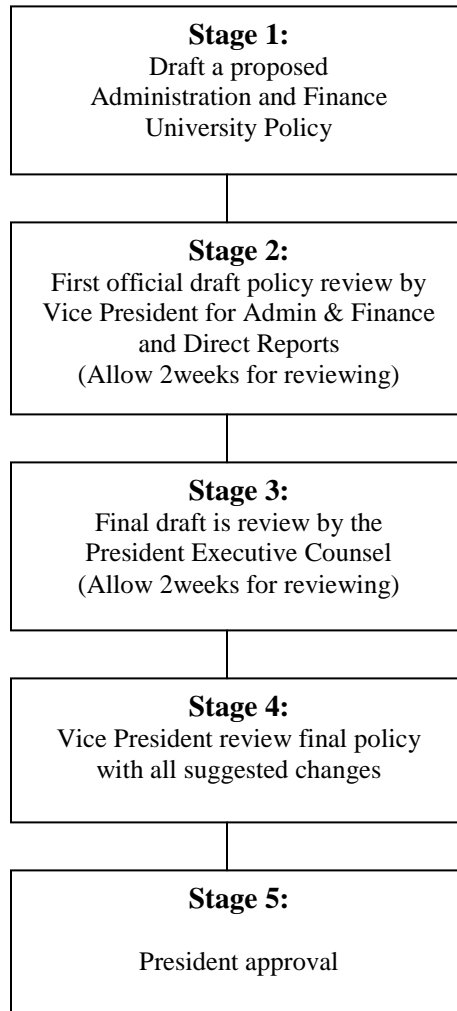 Stage 1:
Draft a proposed
Administration and Finance
University Policy
Stage 2:
First official draft policy review by
Vice President for Admin & Finance
and Direct Reports
(Allow 2weeks for reviewing)
Stage 3:
Final draft is review by the
President Executive Counsel
(Allow 2weeks for reviewing)
Stage 4:
Vice President review final policy
with all suggested changes
Stage 5:
President approval